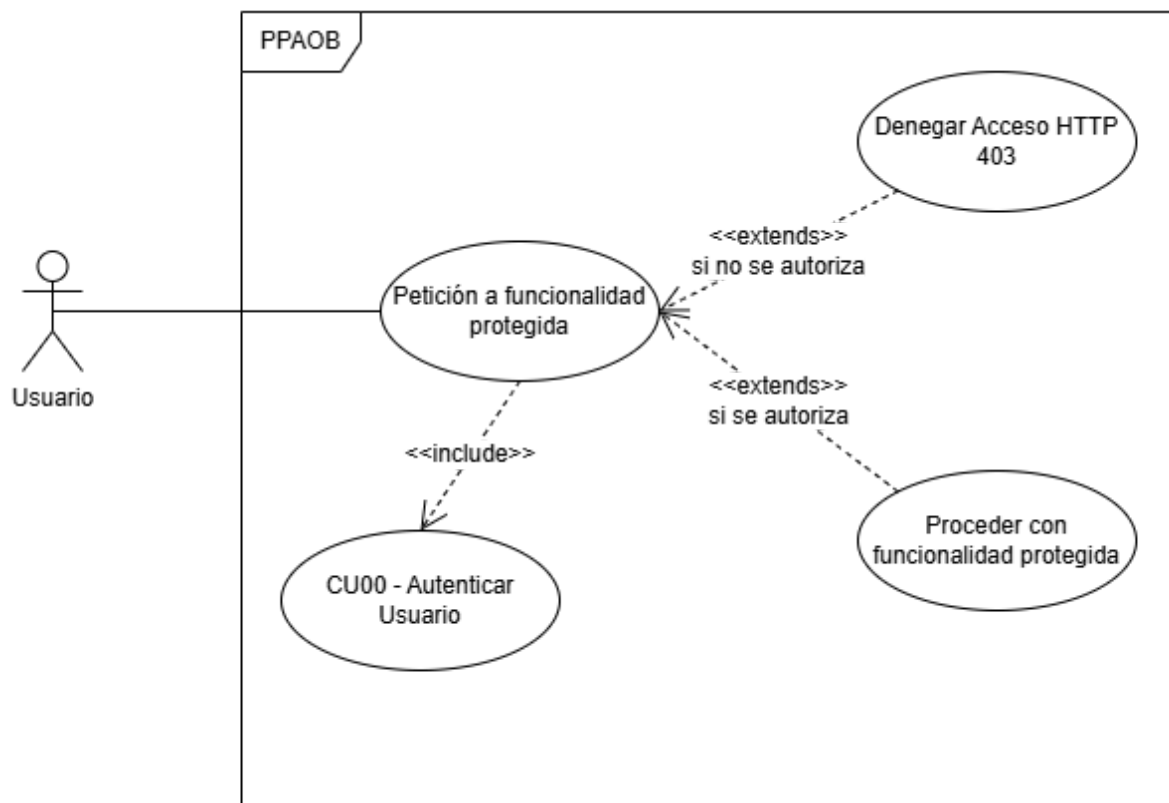 PPAOB
Denegar Acceso HTTP
403
<<extends>>
si no se autoriza
Petición a funcionalidad
protegida
Usuario
<<extends>>
si se autoriza
<<include>>
Proceder con
funcionalidad protegida
CU00 - Autenticar
Usuario